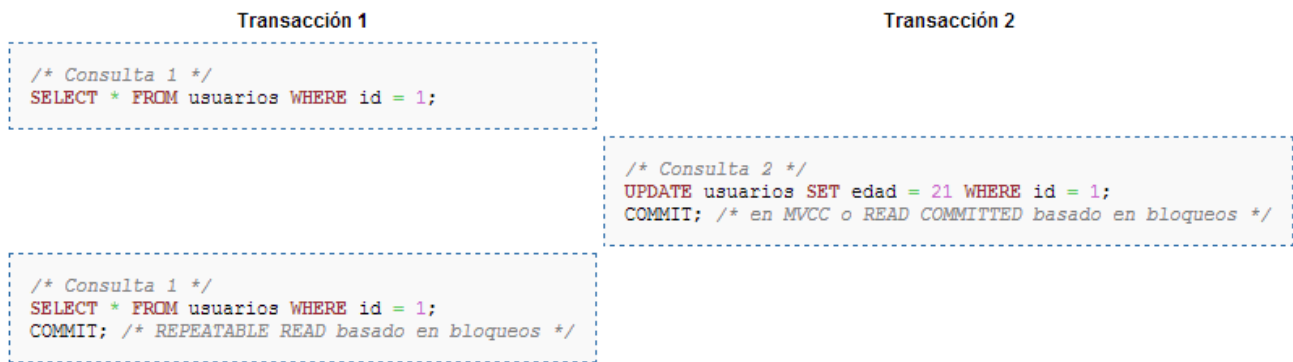 Transacción 1
Transacción 2
/* Consulta 1 */
SELECT * FROM usuarios WHERE id = 1;
/* Consulta 2 */
UPDATE usuarios SET edad = 21 WHERE id = 1;
COMMIT; /* en MVCC o READ COMMITTED basado en bloqueos */
/* Consulta 1 */
SELECT * FROM usuarios WHERE id = 1;
COMMIT; /* REPEATABLE READ basado en bloqueos */